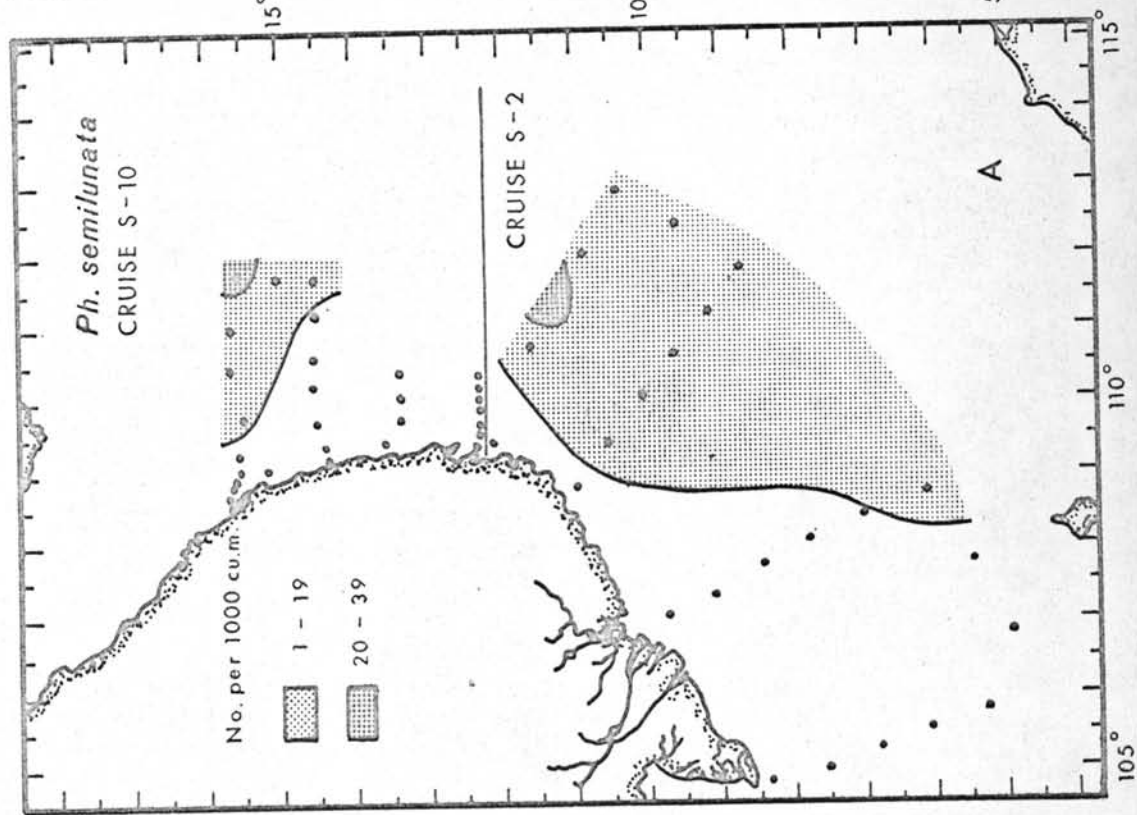 Ph. semilunata
CRUISE S-10
No. per 1000 cu.m.
1 - 19
20 - 39
CRUISE S-2
A
15°
10
105°
110°
115°